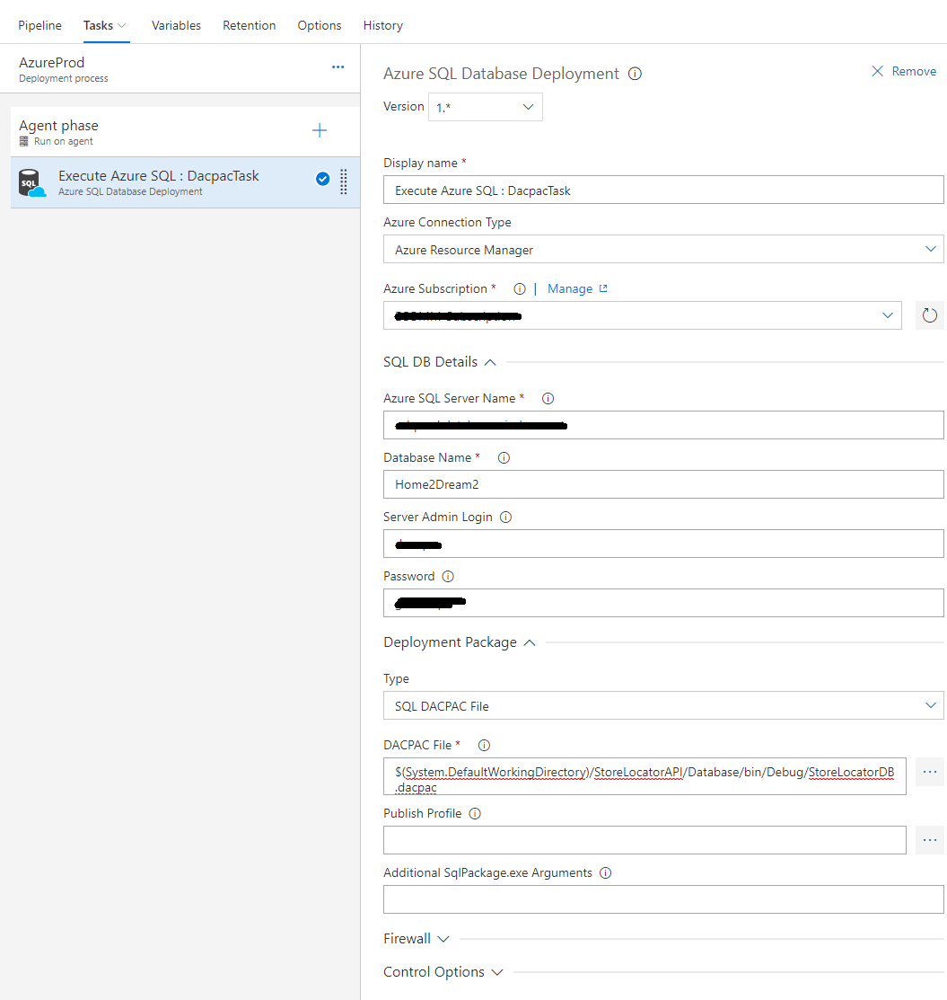 Pipeline Tasks Variables Retention Options History
AzureProd
Deployment process
Agent phase
Run on agent
SQL
Execute Azure SQL : DacpacTask
Azure SQL Database Deployment
Azure SQL Database Deployment
Remove
Version 1.*
Display name *
Execute Azure SQL : DacpacTask
Azure Connection Type
Azure Resource Manager
Azure Subscription * | Manage
SQL DB Details
Azure SQL Server Name *
Database Name *
Home2Dream2
Server Admin Login
Password
Deployment Package
Type
SQL DACPAC File
DACPAC File *
$(System.DefaultWorkingDirectory)/StoreLocatorAPI/Database/bin/Debug/StoreLocatorDB
.dacpac
Publish Profile
Additional SqlPackage.exe Arguments
Firewall
Control Options